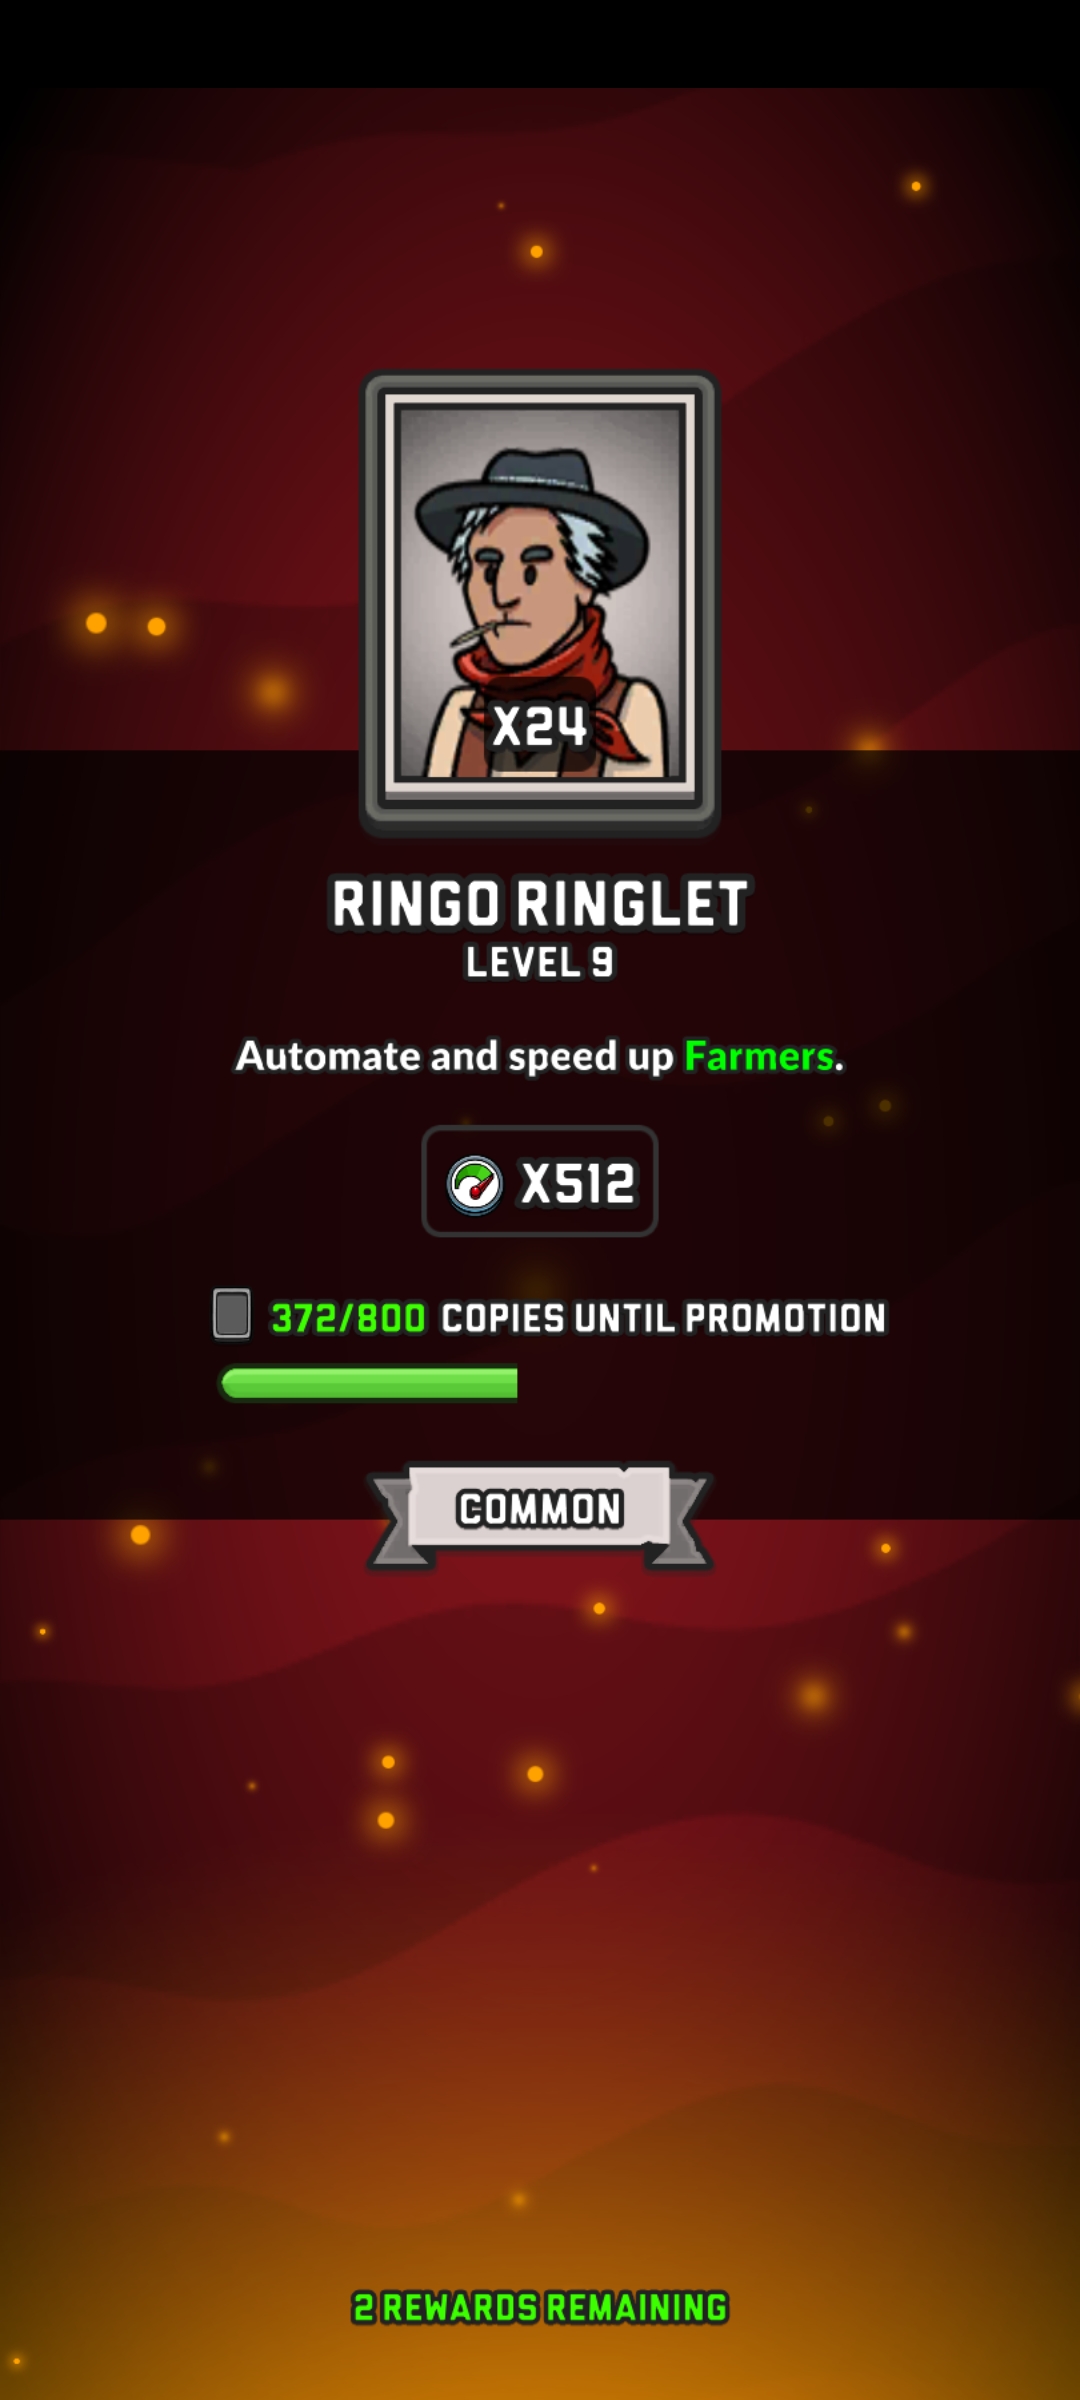 X24
RINGO RINGLET
LEVEL 9
Automate and speed up Farmers.
X512
372/800 COPIES UNTIL PROMOTION
COMMON
2 REWARDS REMAINING